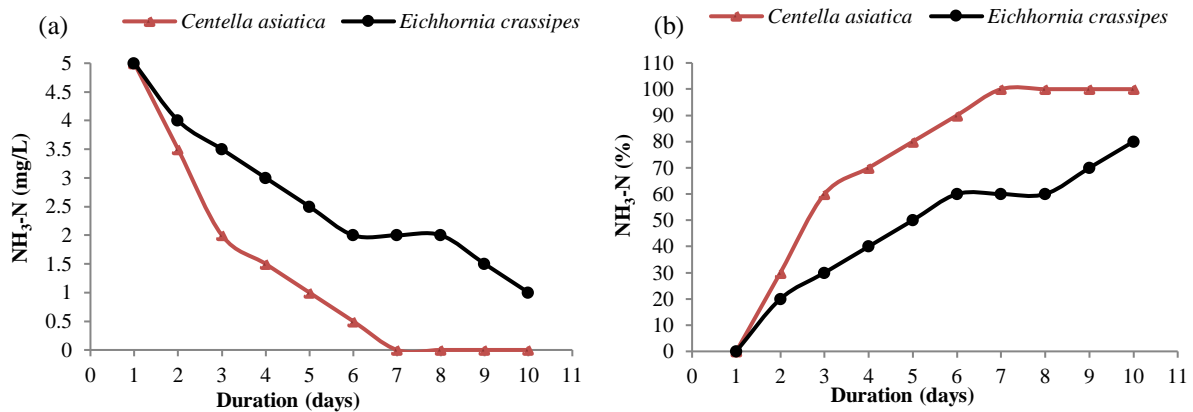 (a) Centella asiatica Eichhornia crassipes
5
4.5
4
3.5
3
2.5
2
1.5
1
0.5
0
NH₃-N (mg/L)
0 1 2 3 4 5 6 7 8 9 10 11
Duration (days)
(b) Centella asiatica Eichhornia crassipes
110
100
90
80
70
60
50
40
30
20
10
0
NH₃-N (%)
0 1 2 3 4 5 6 7 8 9 10 11
Duration (days)